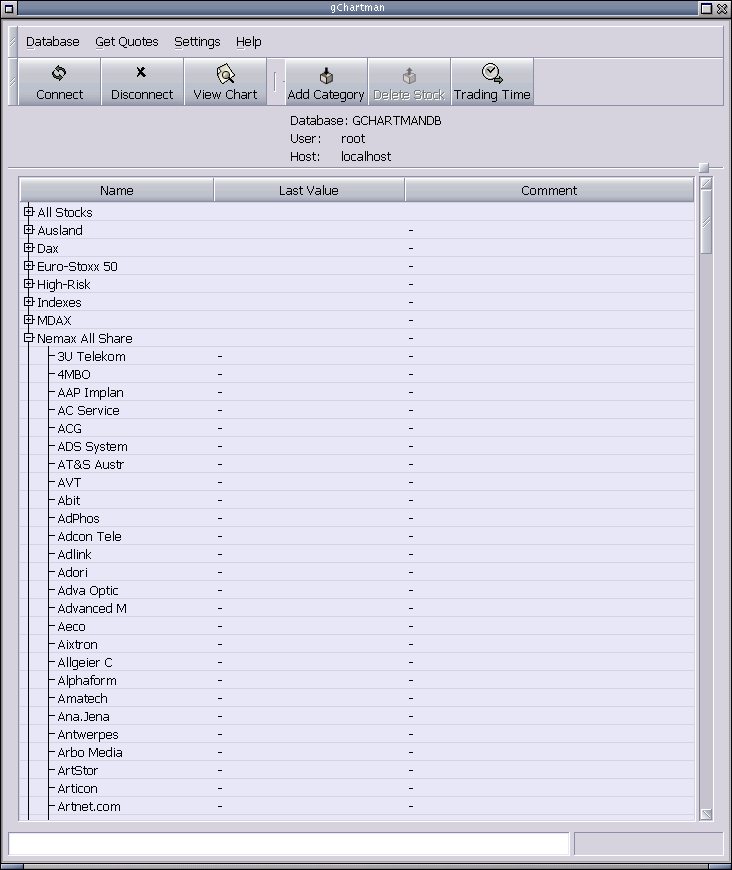 gChartman
Database Get Quotes Settings Help
Connect Disconnect View Chart Add Category Delete Stock Trading Time
Database: GCHARTMANDB
User: root
Host: localhost
Name Last Value Comment
All Stocks
Ausland -
Dax -
Euro-Stoxx 50 -
High-Risk -
Indexes -
MDAX -
Nemax All Share -
3U Telekom - -
4MBO - -
AAP Implan - -
AC Service - -
ACG - -
ADS System - -
AT&S Austr - -
AVT - -
Abit - -
AdPhos - -
Adcon Tele - -
Adlink - -
Adori - -
Adva Optic - -
Advanced M - -
Aeco - -
Aixtron - -
Allgeier C - -
Alphaform - -
Amatech - -
Ana.Jena - -
Antwerpes - -
Arbo Media - -
ArtStor - -
Articon - -
Artnet.com - -